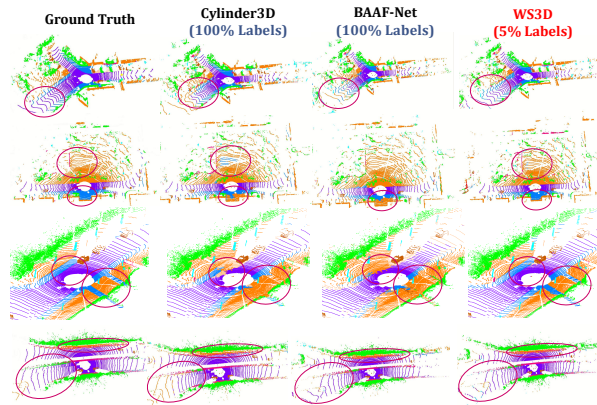 Ground Truth
Cylinder3D
(100% Labels)
BAAF-Net
(100% Labels)
WS3D
(5% Labels)